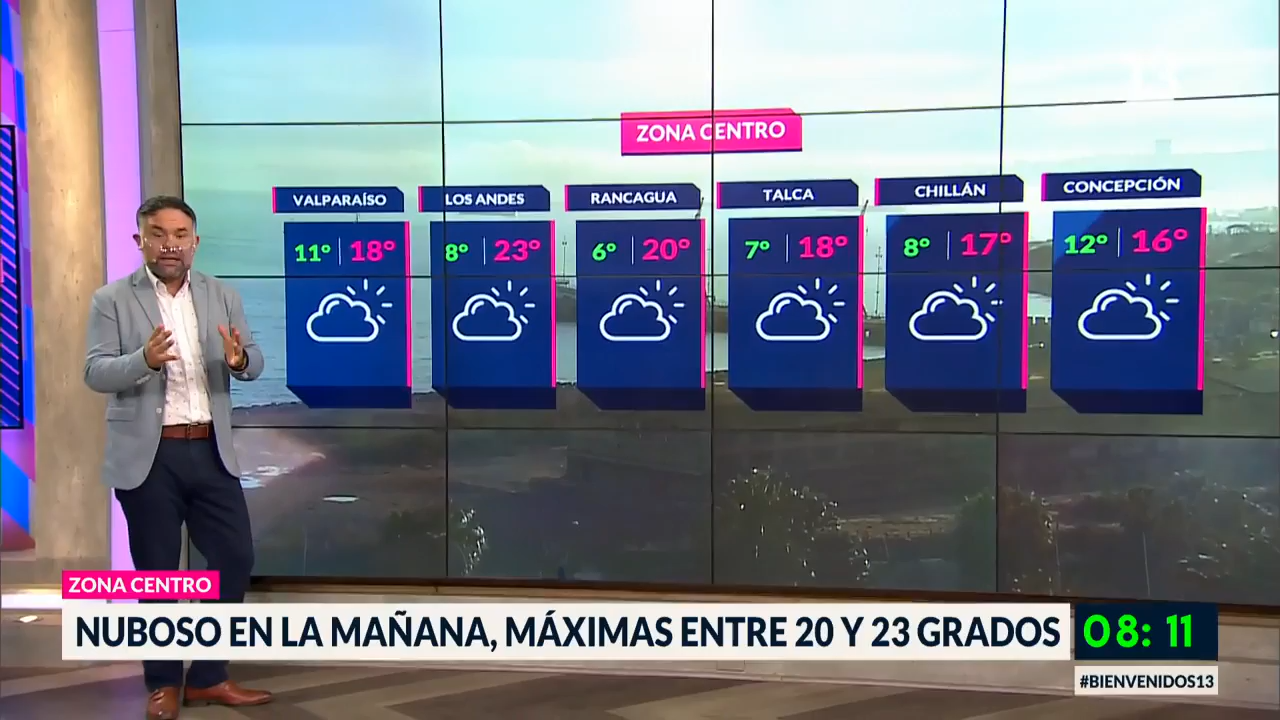 ZONA CENTRO
VALPARAÍSO
LOS ANDES
RANCAGUA
TALCA
CHILLÁN
CONCEPCIÓN
11° 18°
8° 23°
6° 20°
7° 18°
8° 17°
12° 16°
ZONA CENTRO
NUBOSO EN LA MAÑANA, MÁXIMAS ENTRE 20 Y 23 GRADOS
08:11
#BIENVENIDOS13